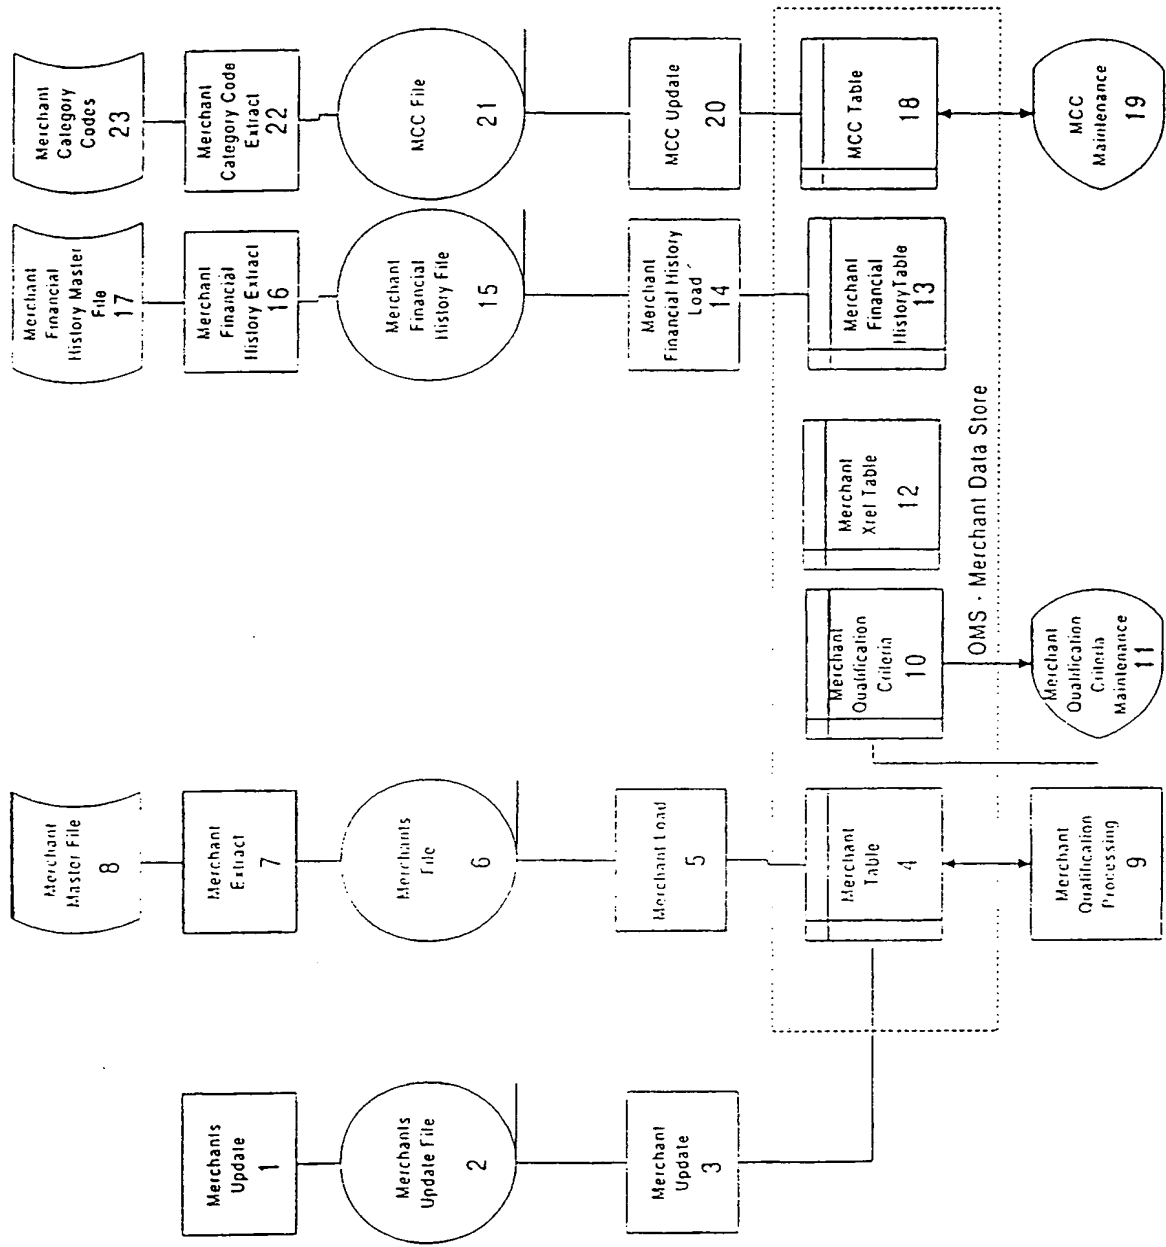 Merchants
Update
1
Merchants
Update File
2
Merchant
Update
3
Merchant
Master File
8
Merchant
Extract
7
Merchants
File
6
Merchant Load
5
Merchant
Table
4
Merchant
Qualification
Processing
9
Merchant
Qualification
Criteria
10
Merchant
Qualification
Criteria
Maintenance
11
Merchant
Xref Table
12
OMS - Merchant Data Store
Merchant
Financial
History Master
File
17
Merchant
Financial
History Extract
16
Merchant
Financial
History File
15
Merchant
Financial History
Load
14
Merchant
Financial
HistoryTable
13
Merchant
Category
Codes
23
Merchant
Category Code
Extract
22
MCC File
21
MCC Update
20
MCC Table
18
MCC
Maintenance
19